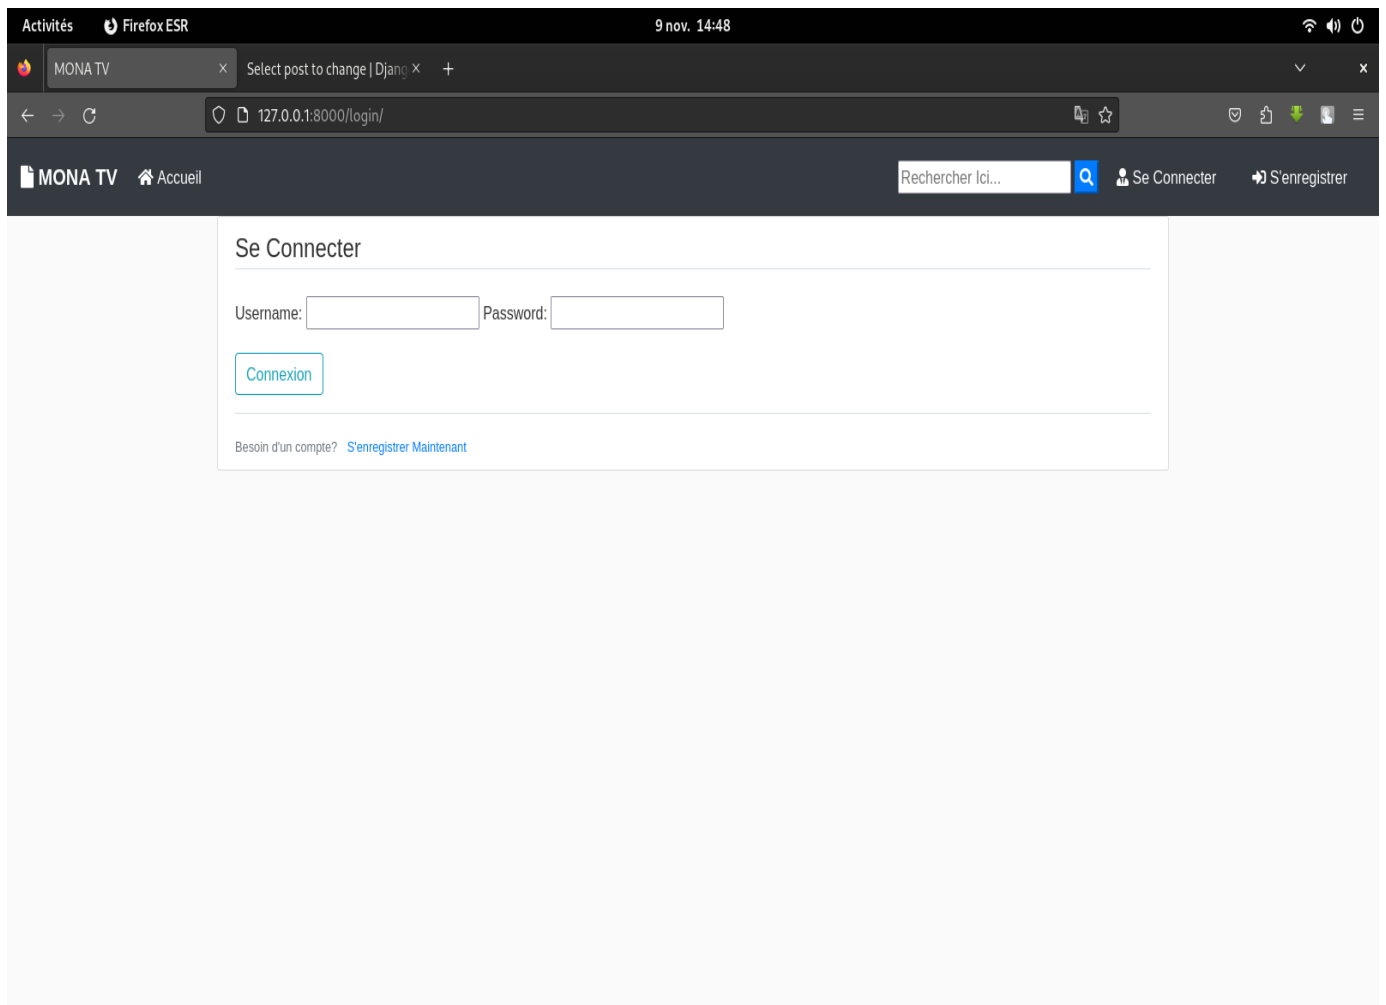 Activités Firefox ESR 9 nov. 14:48
MONA TV Select post to change | Djang
127.0.0.1:8000/login/
MONA TV Accueil Rechercher Ici... Se Connecter S'enregistrer
Se Connecter
Username: Password:
Connexion
Besoin d'un compte? S'enregistrer Maintenant